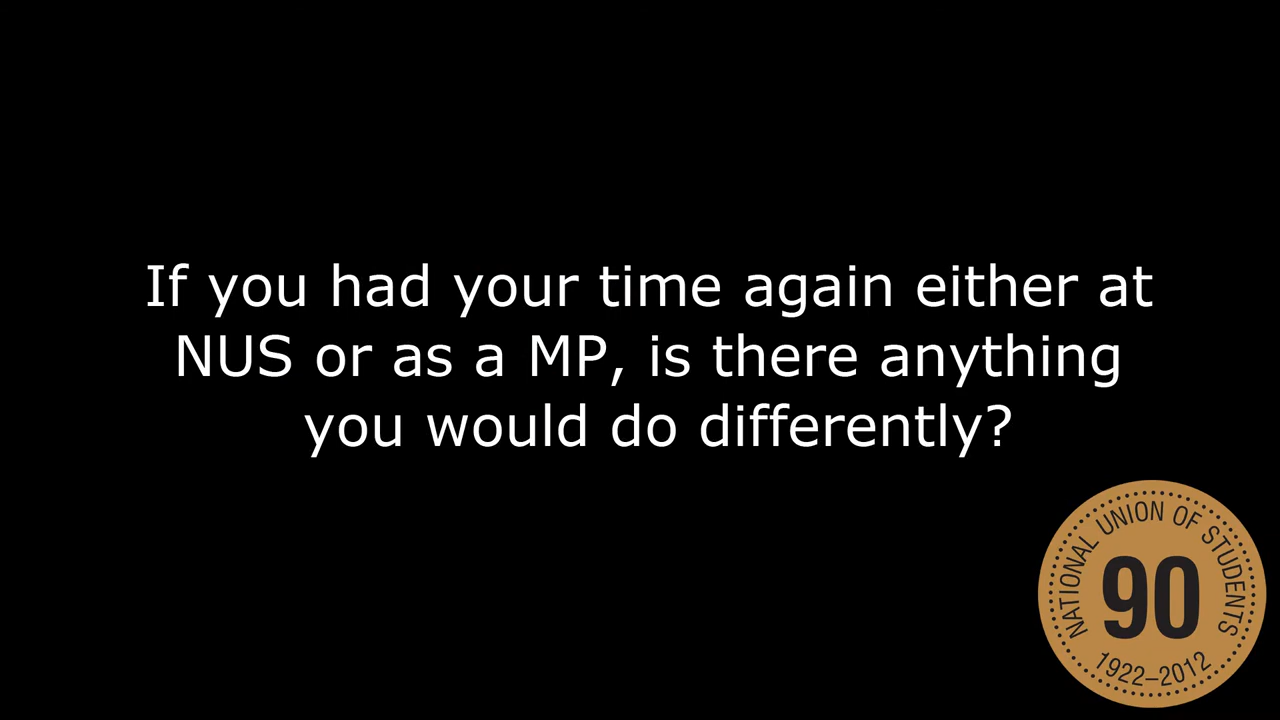 If you had your time again either at
NUS or as a MP, is there anything
you would do differently?
NATIONAL UNION OF STUDENTS
90
1922–2012